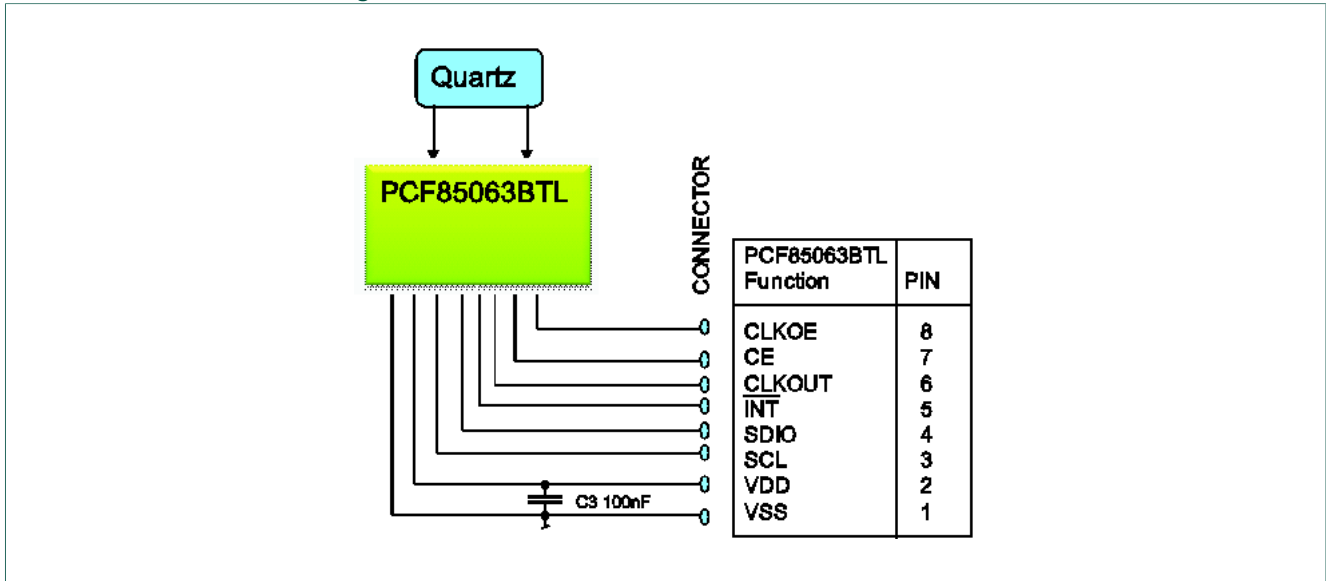 Quartz
PCF85063BTL
CONNECTOR
PCF85063BTL
Function PIN
CLKOE 8
CE 7
CLKOUT 6
INT 5
SDIO 4
SCL 3
VDD 2
VSS 1
C3 100nF